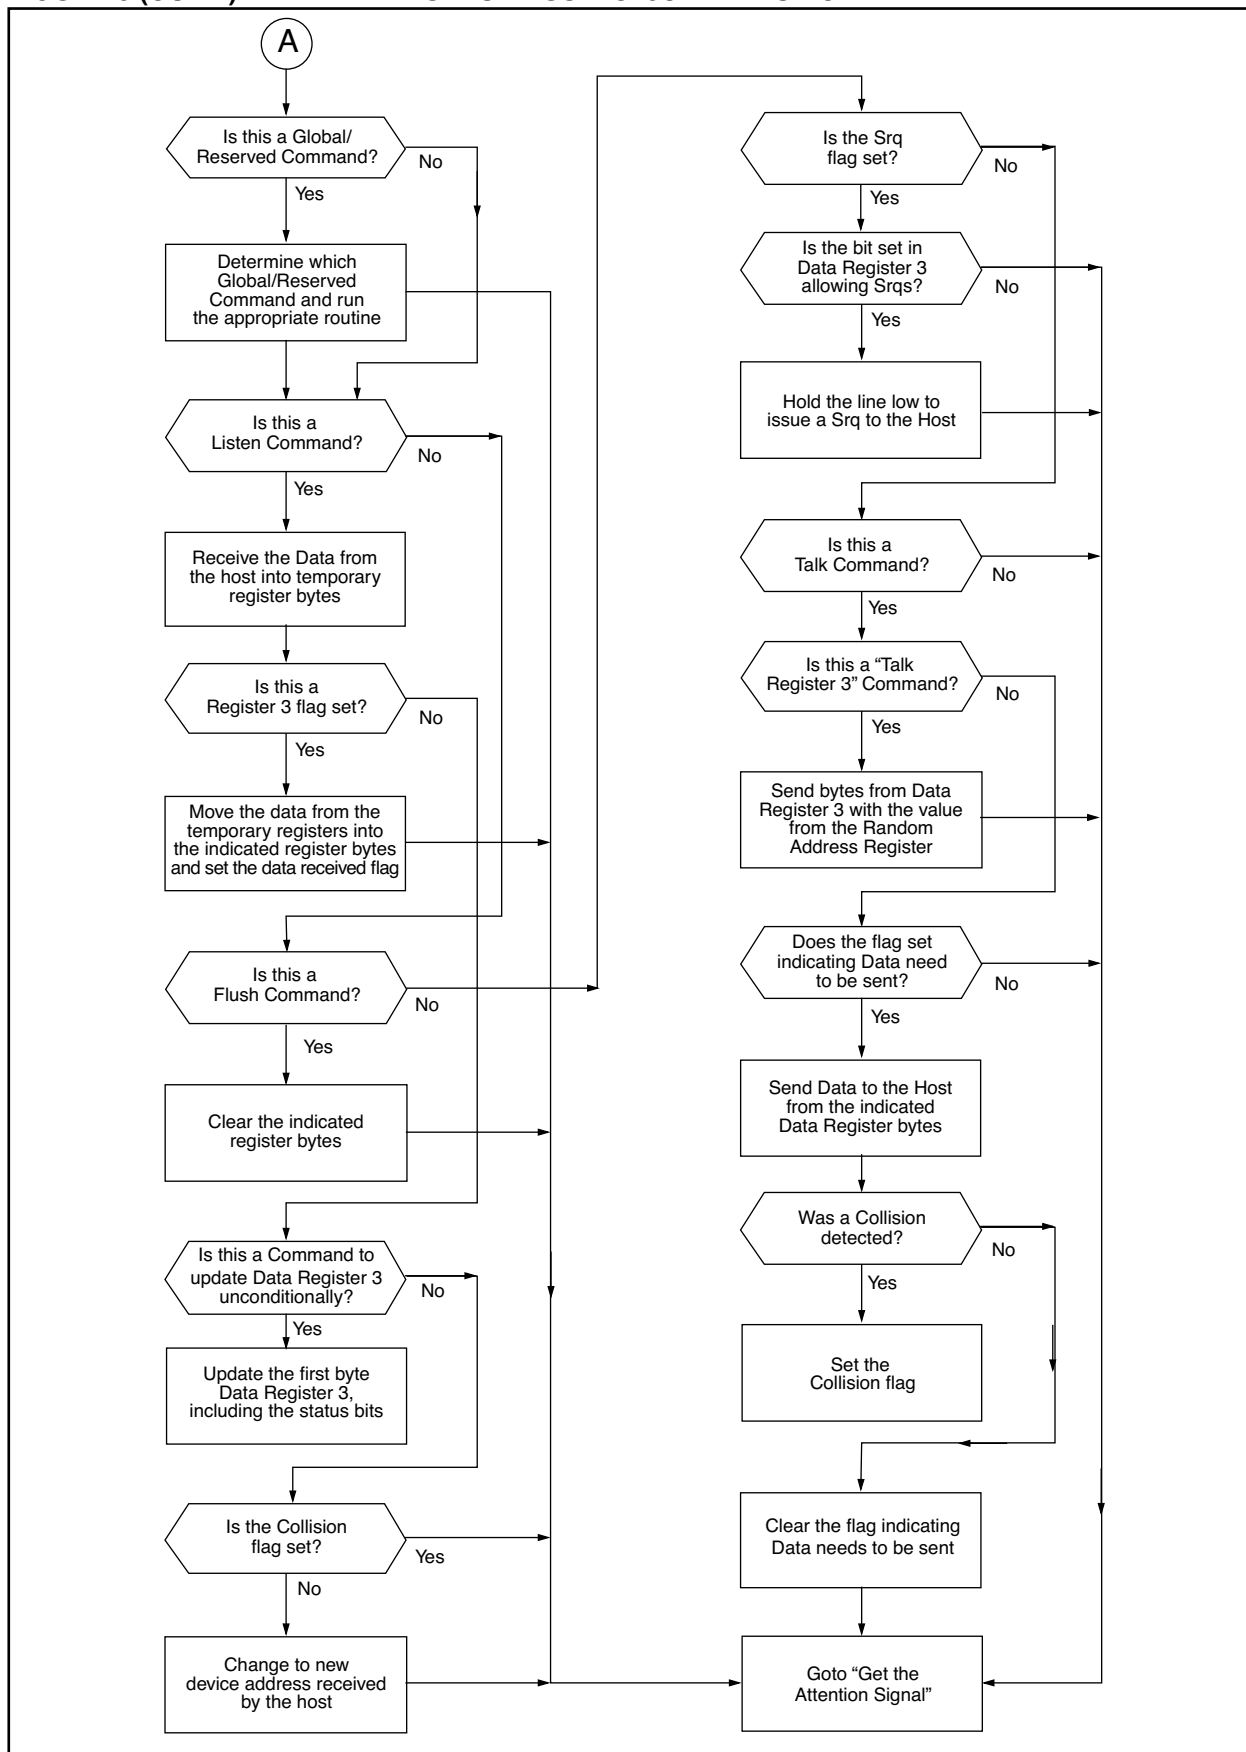 A
Is this a Global/
Reserved Command?
No
Yes
Determine which
Global/Reserved
Command and run
the appropriate routine
Is this a
Listen Command?
No
Yes
Receive the Data from
the host into temporary
register bytes
Is this a
Register 3 flag set?
No
Yes
Move the data from the
temporary registers into
the indicated register bytes
and set the data received flag
Is this a
Flush Command?
No
Yes
Clear the indicated
register bytes
Is this a Command to
update Data Register 3
unconditionally?
No
Yes
Update the first byte
Data Register 3,
including the status bits
Is the Collision
flag set?
Yes
No
Change to new
device address received
by the host
Is the Srq
flag set?
No
Yes
Is the bit set in
Data Register 3
allowing Srqs?
No
Yes
Hold the line low to
issue a Srq to the Host
Is this a
Talk Command?
No
Yes
Is this a “Talk
Register 3” Command?
No
Yes
Send bytes from Data
Register 3 with the value
from the Random
Address Register
Does the flag set
indicating Data need
to be sent?
No
Yes
Send Data to the Host
from the indicated
Data Register bytes
Was a Collision
detected?
No
Yes
Set the
Collision flag
Clear the flag indicating
Data needs to be sent
Goto “Get the
Attention Signal”